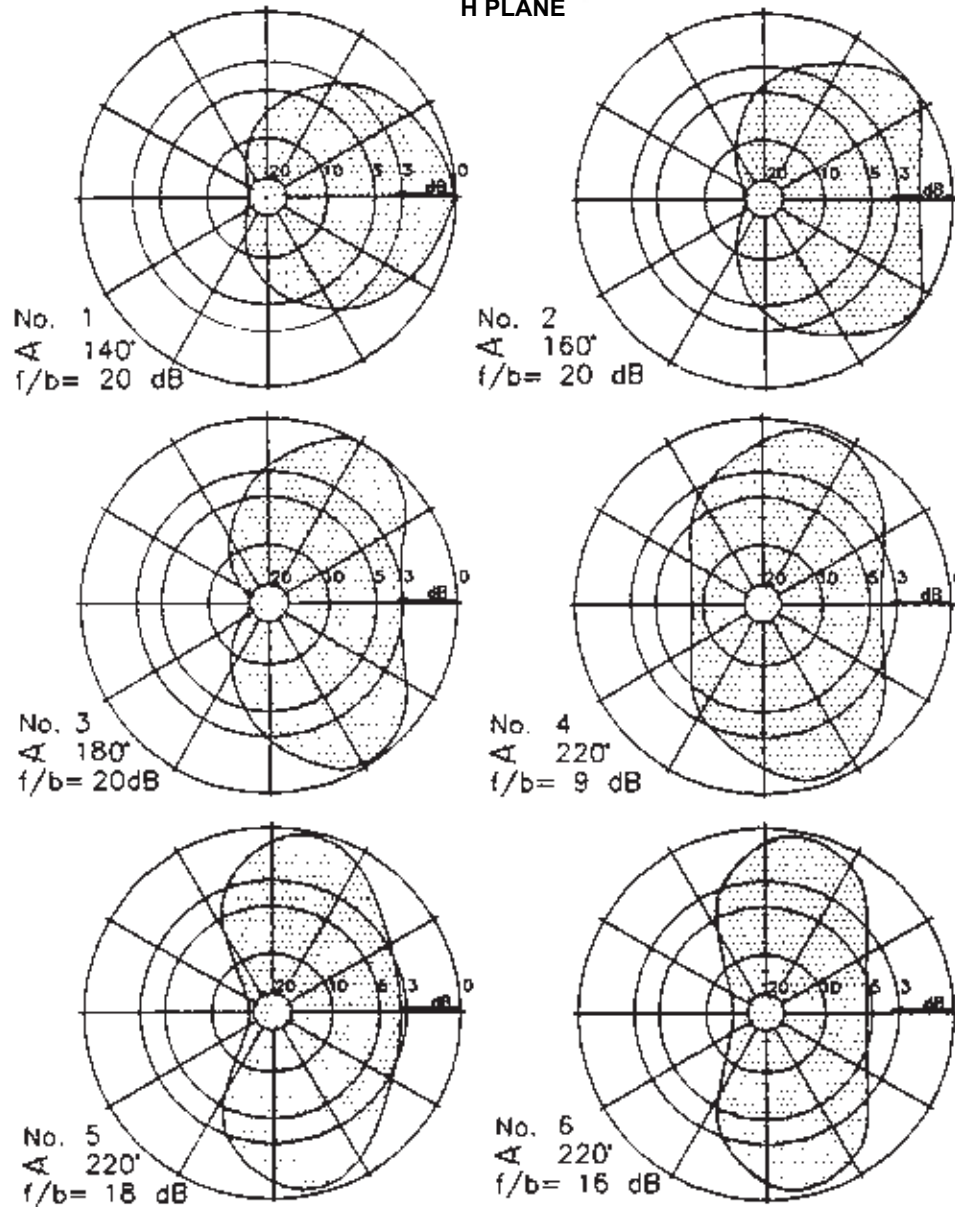 H PLANE
20 10 5 3 0
dB
20 10 5 3
dB
No. 1
∢ 140°
f/b= 20 dB
No. 2
∢ 160°
f/b= 20 dB
20 10 5 3 0
dB
20 10 5 3 0
dB
No. 3
∢ 180°
f/b= 20dB
No. 4
∢ 220°
f/b= 9 dB
20 10 5 3 0
dB
20 10 5 3 0
dB
No. 5
∢ 220°
f/b= 18 dB
No. 6
∢ 220°
f/b= 16 dB